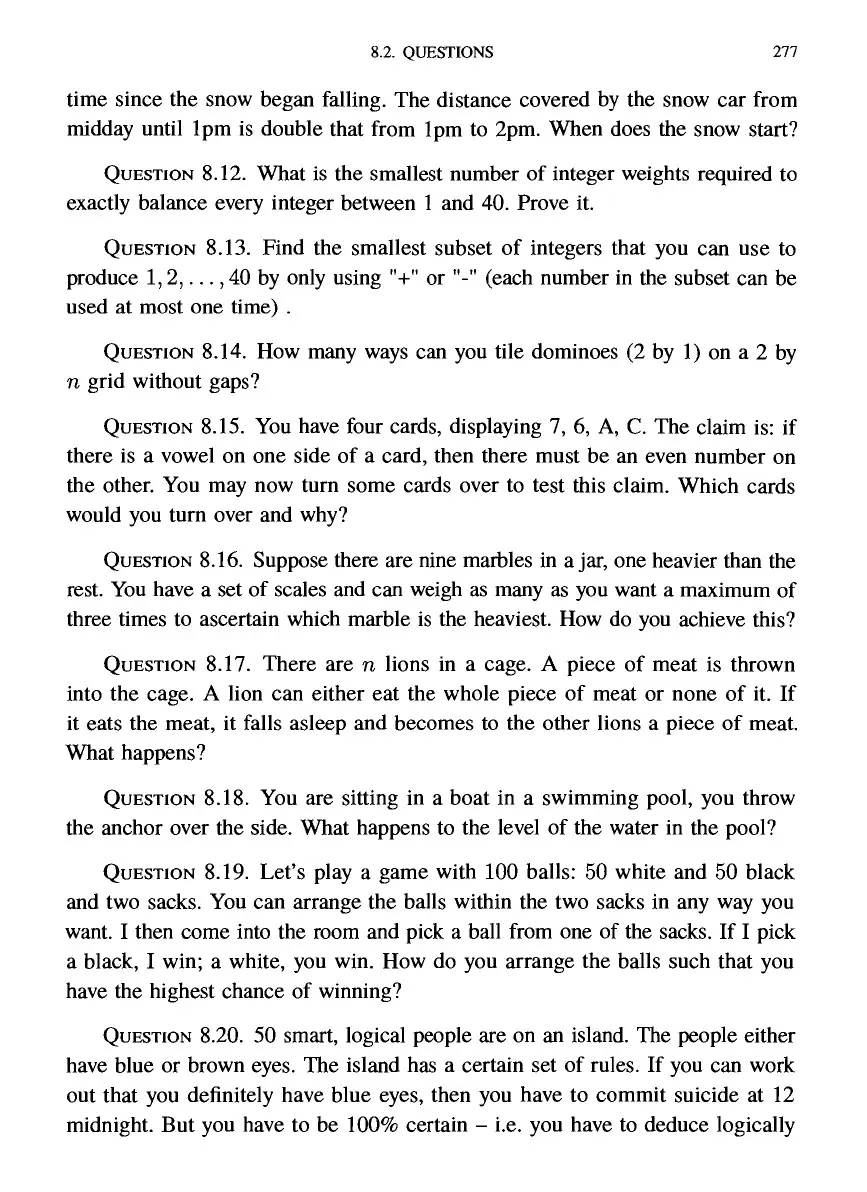 8.2. QUESTIONS 277
time since the snow began falling. The distance covered by the snow car from
midday until 1pm is double that from 1pm to 2pm. When does the snow start?
QUESTION 8.12. What is the smallest number of integer weights required to
exactly balance every integer between 1 and 40. Prove it.
QUESTION 8.13. Find the smallest subset of integers that you can use to
produce 1, 2, . . . , 40 by only using "+" or "-" (each number in the subset can be
used at most one time) .
QUESTION 8.14. How many ways can you tile dominoes (2 by 1) on a 2 by
n grid without gaps?
QUESTION 8.15. You have four cards, displaying 7, 6, A, C. The claim is: if
there is a vowel on one side of a card, then there must be an even number on
the other. You may now turn some cards over to test this claim. Which cards
would you turn over and why?
QUESTION 8.16. Suppose there are nine marbles in a jar, one heavier than the
rest. You have a set of scales and can weigh as many as you want a maximum of
three times to ascertain which marble is the heaviest. How do you achieve this?
QUESTION 8.17. There are n lions in a cage. A piece of meat is thrown
into the cage. A lion can either eat the whole piece of meat or none of it. If
it eats the meat, it falls asleep and becomes to the other lions a piece of meat.
What happens?
QUESTION 8.18. You are sitting in a boat in a swimming pool, you throw
the anchor over the side. What happens to the level of the water in the pool?
QUESTION 8.19. Let's play a game with 100 balls: 50 white and 50 black
and two sacks. You can arrange the balls within the two sacks in any way you
want. I then come into the room and pick a ball from one of the sacks. If I pick
a black, I win; a white, you win. How do you arrange the balls such that you
have the highest chance of winning?
QUESTION 8.20. 50 smart, logical people are on an island. The people either
have blue or brown eyes. The island has a certain set of rules. If you can work
out that you definitely have blue eyes, then you have to commit suicide at 12
midnight. But you have to be 100% certain – i.e. you have to deduce logically